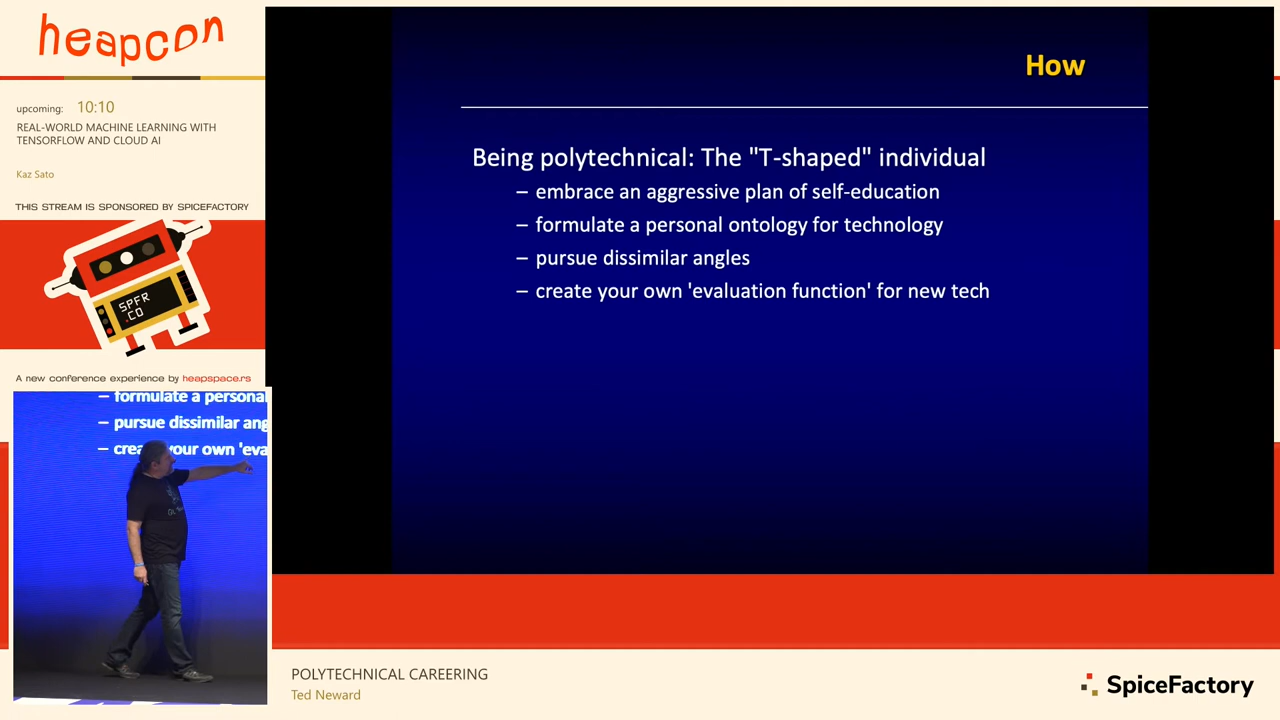 heapcon
upcoming: 10:10
REAL-WORLD MACHINE LEARNING WITH
TENSORFLOW AND CLOUD AI
Kaz Sato
THIS STREAM IS SPONSORED BY SPICEFACTORY
SPFR
.CO
A new conference experience by heapspace.rs
How
Being polytechnical: The "T-shaped" individual
– embrace an aggressive plan of self-education
– formulate a personal ontology for technology
– pursue dissimilar angles
– create your own 'evaluation function' for new tech
– formulate a personal
– pursue dissimilar ang
– your own 'eva
POLYTECHNICAL CAREERING
Ted Neward
SpiceFactory